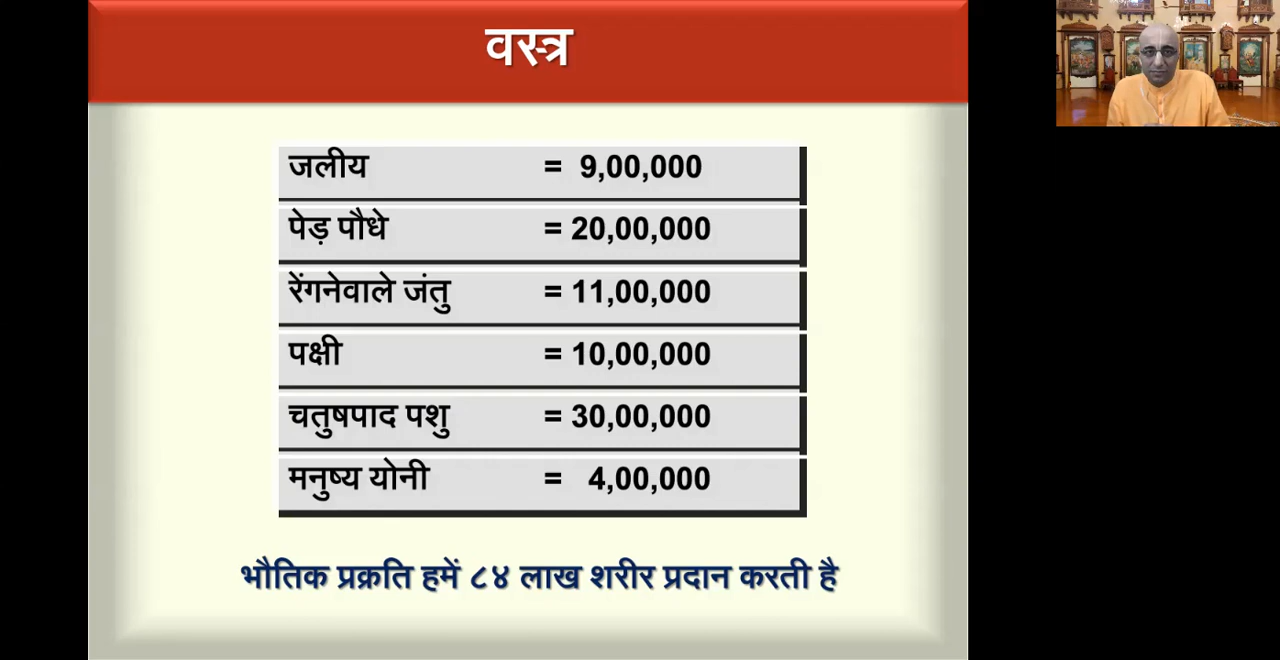 वस्त्र
जलीय = 9,00,000
पेड़ पौधे = 20,00,000
रेंगनेवाले जंतु = 11,00,000
पक्षी = 10,00,000
चतुषपाद पशु = 30,00,000
मनुष्य योनी = 4,00,000
भौतिक प्रक्रति हमें ८४ लाख शरीर प्रदान करती है